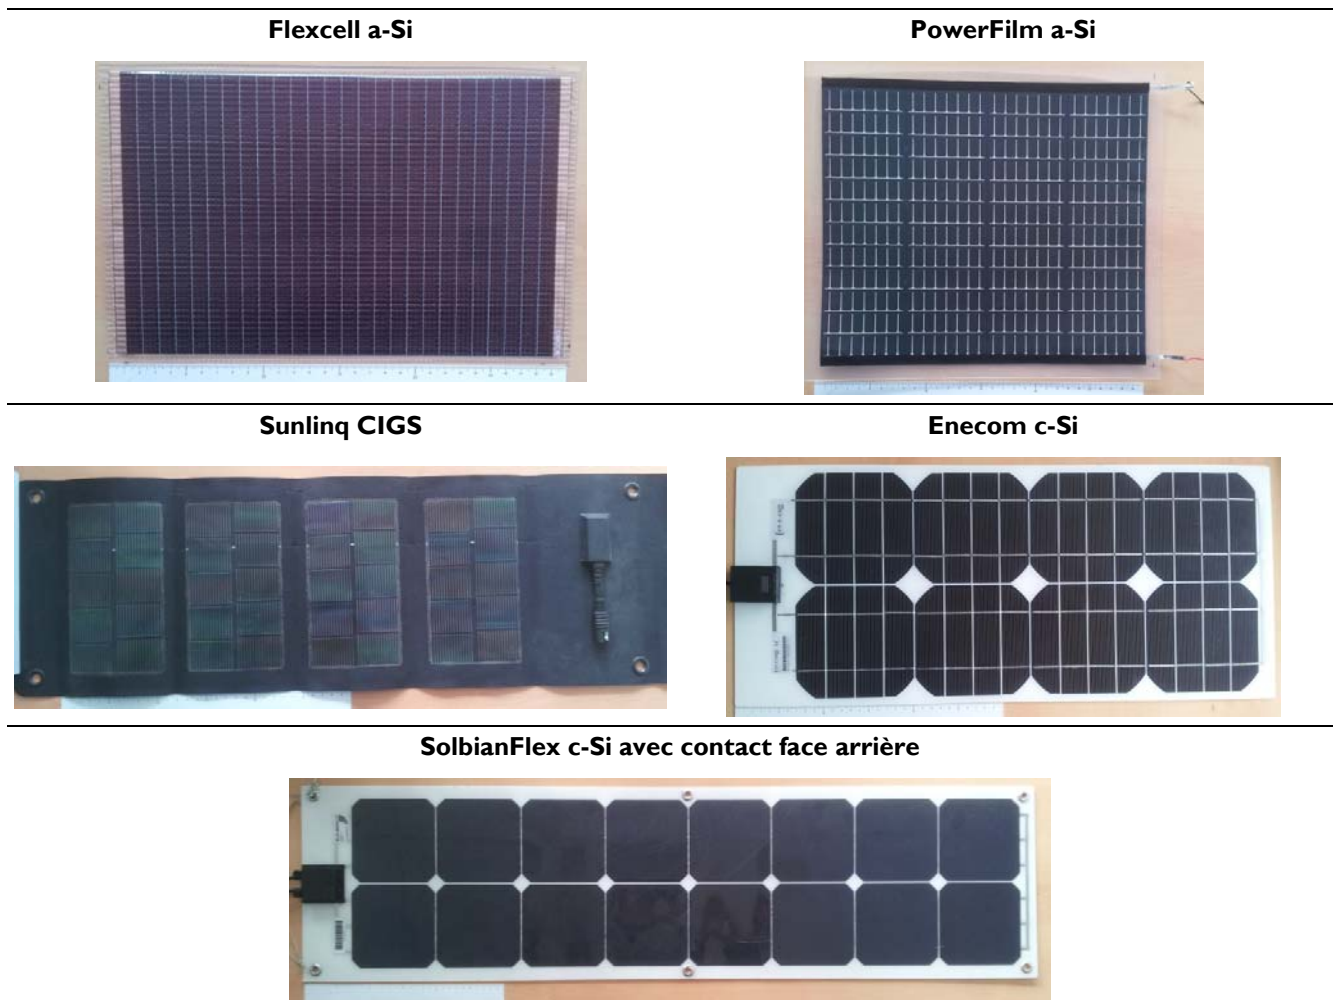 Flexcell a-Si
PowerFilm a-Si
Sunlinq CIGS
Enecom c-Si
SolbianFlex c-Si avec contact face arrière